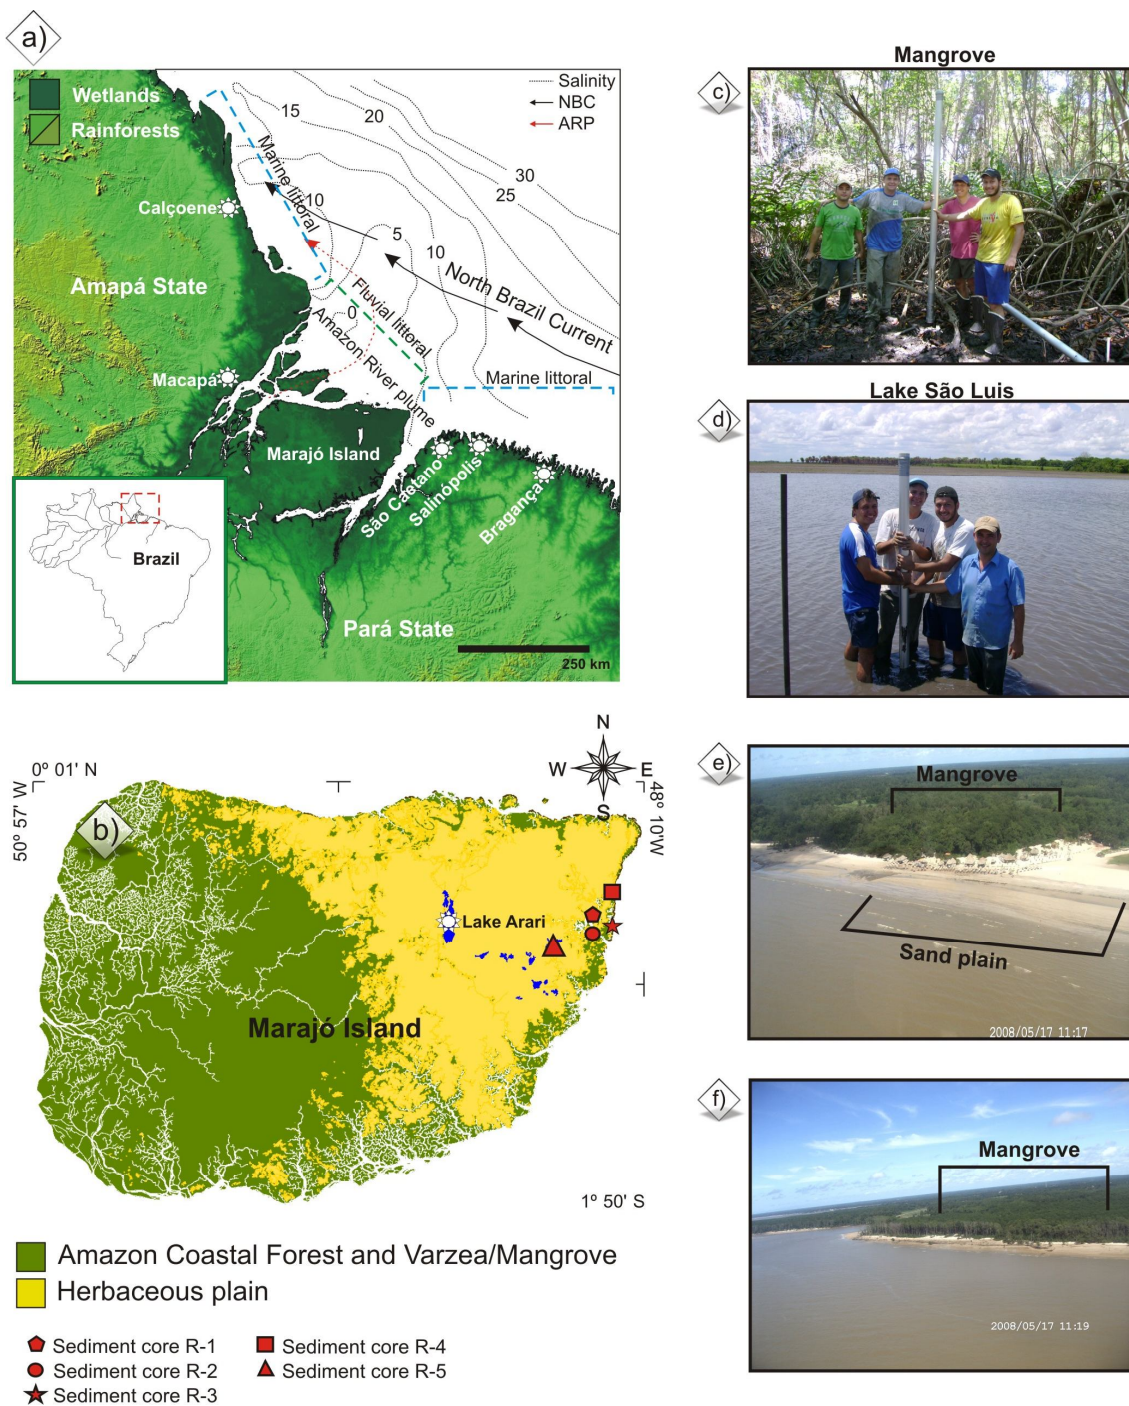 a)
Wetlands
Rainforests
Salinity
NBC
ARP
15
20
30
25
10
5
10
0
Marine littoral
Fluvial littoral
North Brazil Current
Amazon River plume
Marine littoral
Calçoene
Amapá State
Macapá
Marajó Island
São Caetano
Salinópolis
Bragança
Pará State
250 km
Brazil
b)
0º 01' N
50º 57' W
N
W
E
S
48º 10'W
Lake Arari
Marajó Island
1º 50' S
Amazon Coastal Forest and Varzea/Mangrove
Herbaceous plain
Sediment core R-1
Sediment core R-2
Sediment core R-3
Sediment core R-4
Sediment core R-5
Mangrove
c)
Lake São Luis
d)
e)
Mangrove
Sand plain
2008/05/17 11:17
f)
Mangrove
2008/05/17 11:19